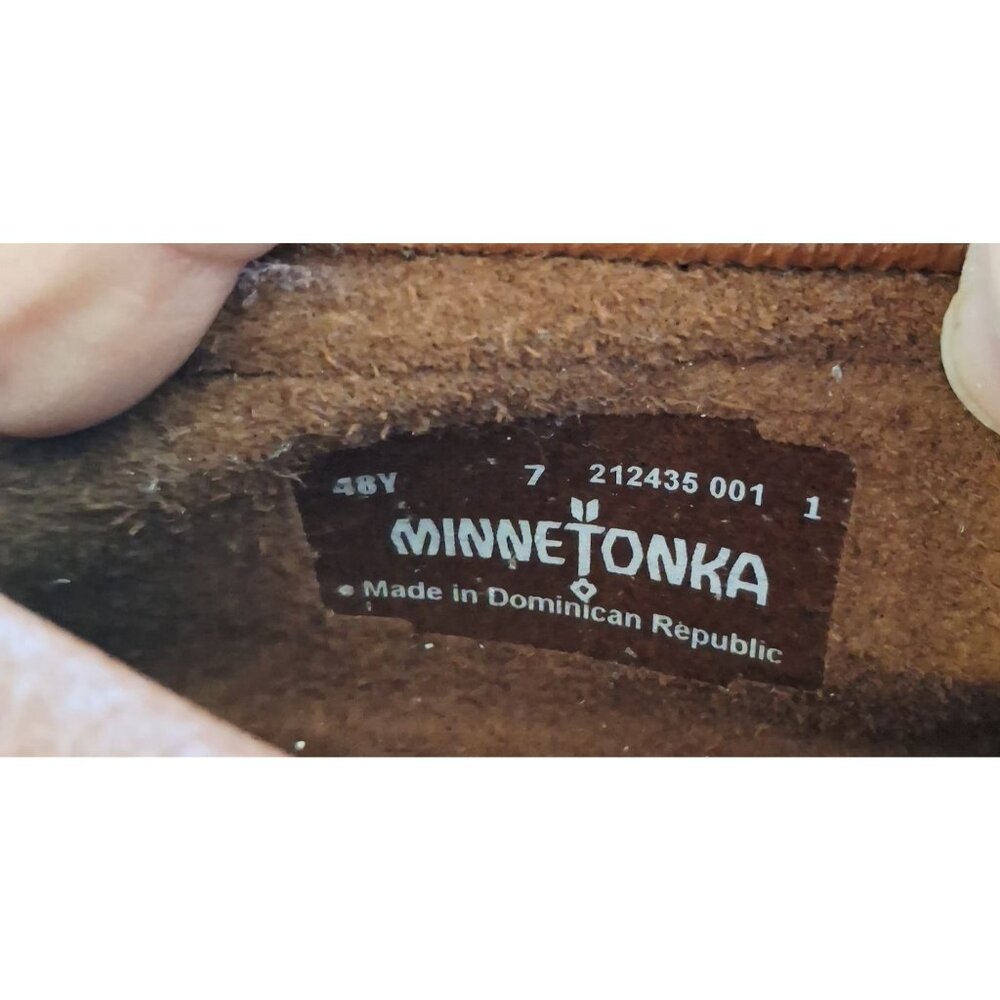 48Y 7 212435 001 1
MINNETONKA
Made in Dominican Republic